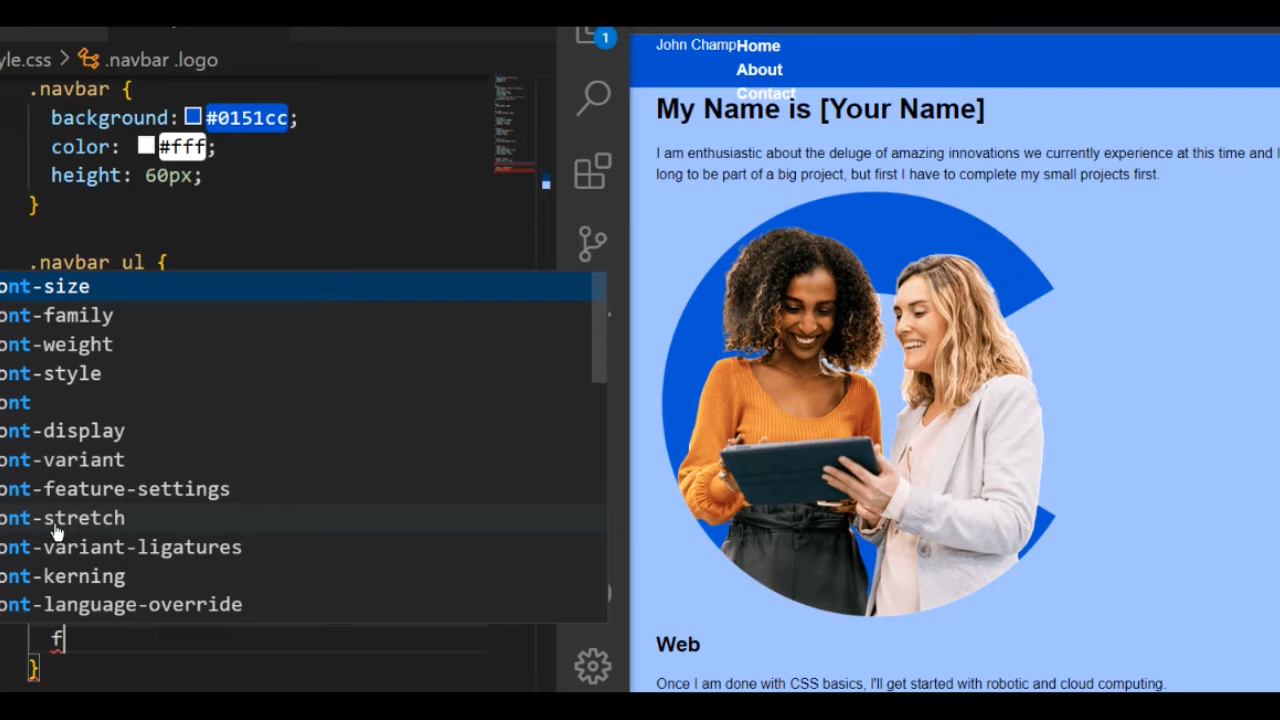 yle.css > .navbar .logo
.navbar {
background: #0151cc;
color: #fff;
height: 60px;
}
.navbar ul {
ont-size
ont-family
ont-weight
ont-style
ont
ont-display
ont-variant
ont-feature-settings
ont-stretch
ont-variant-ligatures
ont-kerning
ont-language-override
f
}
1
John Champ
Home
About
Contact
My Name is [Your Name]
I am enthusiastic about the deluge of amazing innovations we currently experience at this time and I
long to be part of a big project, but first I have to complete my small projects first.
Web
Once I am done with CSS basics, I'll get started with robotic and cloud computing.